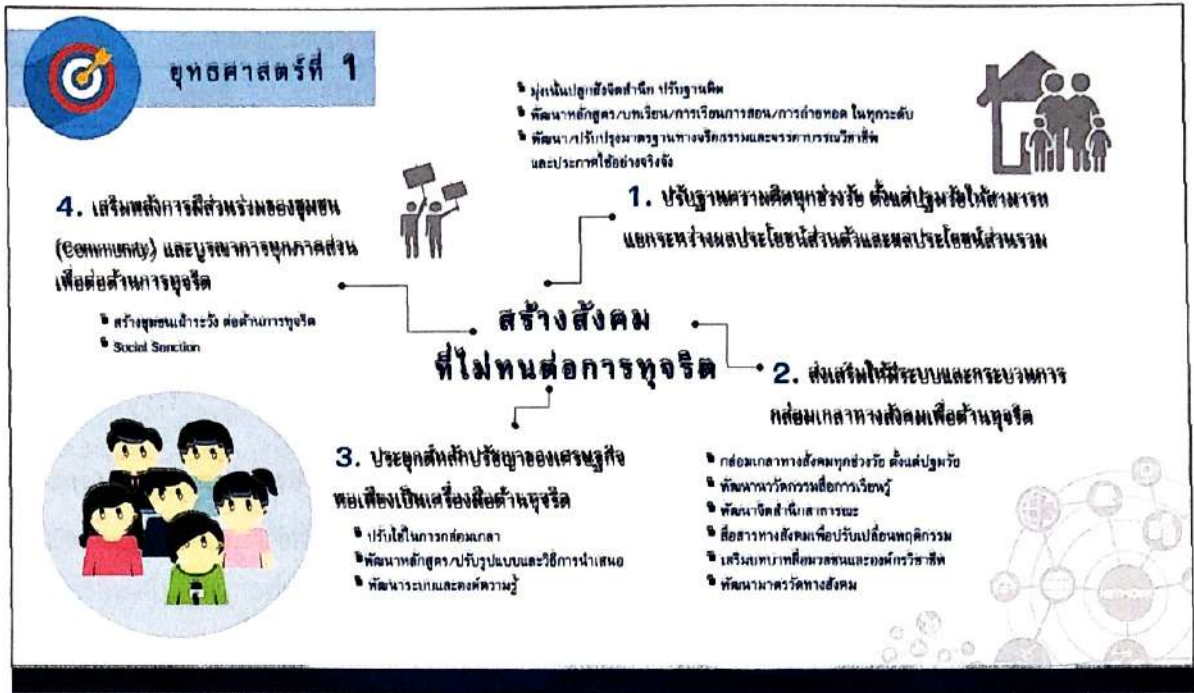 ยุทธศาสตร์ที่ 1
มุ่งเน้นปลูกฝังจิตสำนึก ปรับฐานคิด
พัฒนาหลักสูตร/บทเรียน/การเรียนการสอน/การถ่ายทอด ในทุกระดับ
พัฒนา/ปรับปรุงมาตรฐานทางจริยธรรมและจรรยาบรรณวิชาชีพ
และประกาศใช้อย่างจริงจัง
1. ปรับฐานความคิดทุกช่วงวัย ตั้งแต่ปฐมวัยให้สามารถ
แยกระหว่างผลประโยชน์ส่วนตัวและผลประโยชน์ส่วนรวม
4. เสริมพลังการมีส่วนร่วมของชุมชน
(Community) และบูรณาการทุกภาคส่วน
เพื่อต่อต้านการทุจริต
สร้างชุมชนเฝ้าระวัง ต่อต้านการทุจริต
Social Sanction
สร้างสังคม
ที่ไม่ทนต่อการทุจริต
2. ส่งเสริมให้มีระบบและกระบวนการ
กล่อมเกลาทางสังคมเพื่อต้านทุจริต
กล่อมเกลาทางสังคมทุกช่วงวัย ตั้งแต่ปฐมวัย
พัฒนานวัตกรรมสื่อการเรียนรู้
พัฒนาจิตสำนึกสาธารณะ
สื่อสารทางสังคมเพื่อปรับเปลี่ยนพฤติกรรม
เสริมบทบาทสื่อมวลชนและองค์กรวิชาชีพ
พัฒนามาตรวัดทางสังคม
3. ประยุกต์หลักปรัชญาของเศรษฐกิจ
พอเพียงเป็นเครื่องมือต้านทุจริต
ปรับใช้ในการกล่อมเกลา
พัฒนาหลักสูตร/ปรับรูปแบบและวิธีการนำเสนอ
พัฒนาระบบและองค์ความรู้